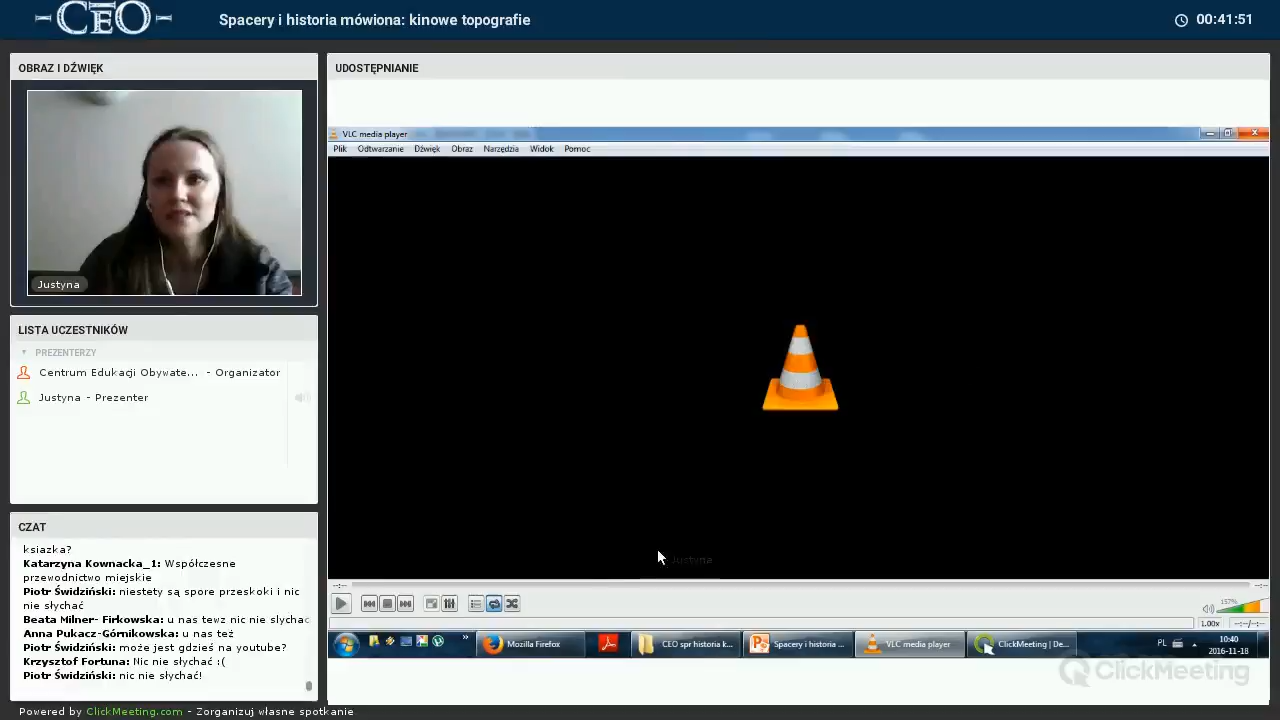 CEO
Spacery i historia mówiona: kinowe topografie
00:41:51
OBRAZ I DŹWIĘK
Justyna
LISTA UCZESTNIKÓW
PREZENTERZY
Centrum Edukacji Obywate... - Organizator
Justyna - Prezenter
CZAT
ksiazka?
Katarzyna Kownacka_1: Współczesne
przewodnictwo miejskie
Piotr Świdziński: niestety są spore przeskoki i nic
nie słychać
Beata Milner- Firkowska: u nas tewz nic nie slychac
Anna Pukacz-Górnikowska: u nas też
Piotr Świdziński: może jest gdzieś na youtube?
Krzysztof Fortuna: Nic nie słychać :(
Piotr Świdziński: nic nie słychać!
UDOSTĘPNIANIE
VLC media player
Plik Odtwarzanie Dźwięk Obraz Narzędzia Widok Pomoc
Justyna
--:-- --:--
157%
1.00x --:--/--:--
Mozilla Firefox CEO spr historia k... Spacery i historia ... VLC media player ClickMeeting | De... PL 10:40
2016-11-18
ClickMeeting
Powered by ClickMeeting.com - Zorganizuj własne spotkanie